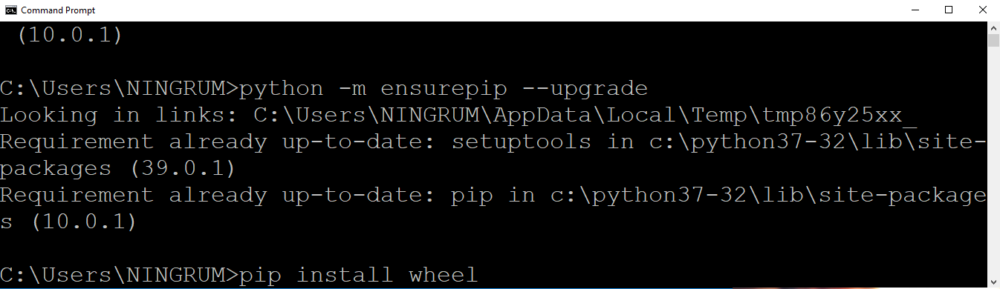 Command Prompt
(10.0.1)
C:\Users\NINGRUM>python -m ensurepip --upgrade
Looking in links: C:\Users\NINGRUM\AppData\Local\Temp\tmp86y25xx_
Requirement already up-to-date: setuptools in c:\python37-32\lib\site-
packages (39.0.1)
Requirement already up-to-date: pip in c:\python37-32\lib\site-package
s (10.0.1)
C:\Users\NINGRUM>pip install wheel